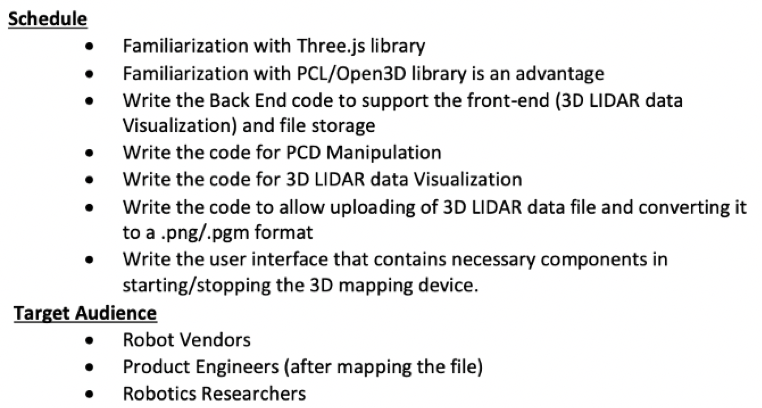 Schedule
• Familiarization with Three.js library
• Familiarization with PCL/Open3D library is an advantage
• Write the Back End code to support the front-end (3D LIDAR data
Visualization) and file storage
• Write the code for PCD Manipulation
• Write the code for 3D LIDAR data Visualization
• Write the code to allow uploading of 3D LIDAR data file and converting it
to a .png/.pgm format
• Write the user interface that contains necessary components in
starting/stopping the 3D mapping device.
Target Audience
• Robot Vendors
• Product Engineers (after mapping the file)
• Robotics Researchers